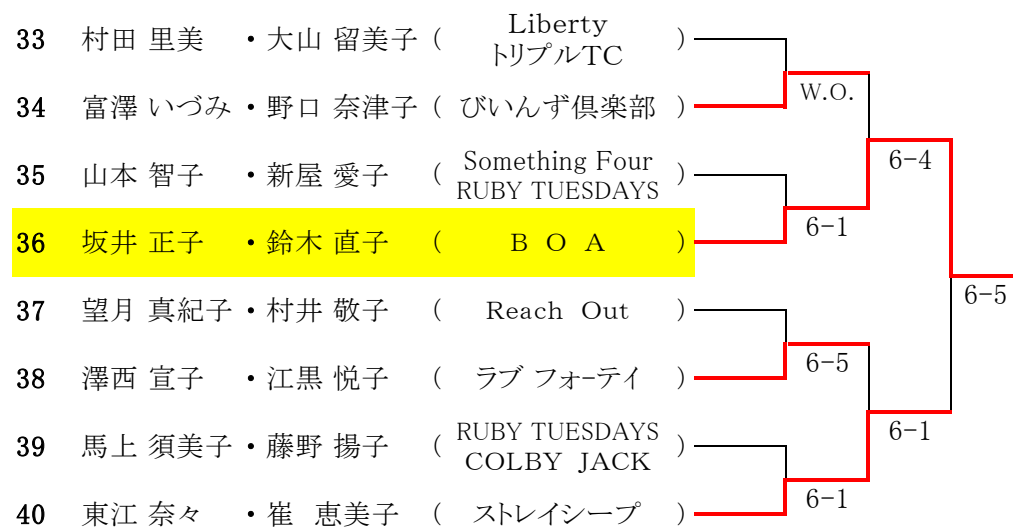 33 村田 里美 ・大山 留美子 ( Liberty トリプルTC )
34 富澤 いづみ・野口 奈津子 ( びいんず倶楽部 )
W.O.
35 山本 智子 ・新屋 愛子 ( Something Four RUBY TUESDAYS )
6-4
36 坂井 正子 ・鈴木 直子 ( B O A )
6-1
37 望月 真紀子・村井 敬子 ( Reach Out )
6-5
38 澤西 宣子 ・江黒 悦子 ( ラブ フォーテイ )
6-5
39 馬上 須美子・藤野 揚子 ( RUBY TUESDAYS COLBY JACK )
6-1
40 東江 奈々 ・崔 恵美子 ( ストレイシープ )
6-1